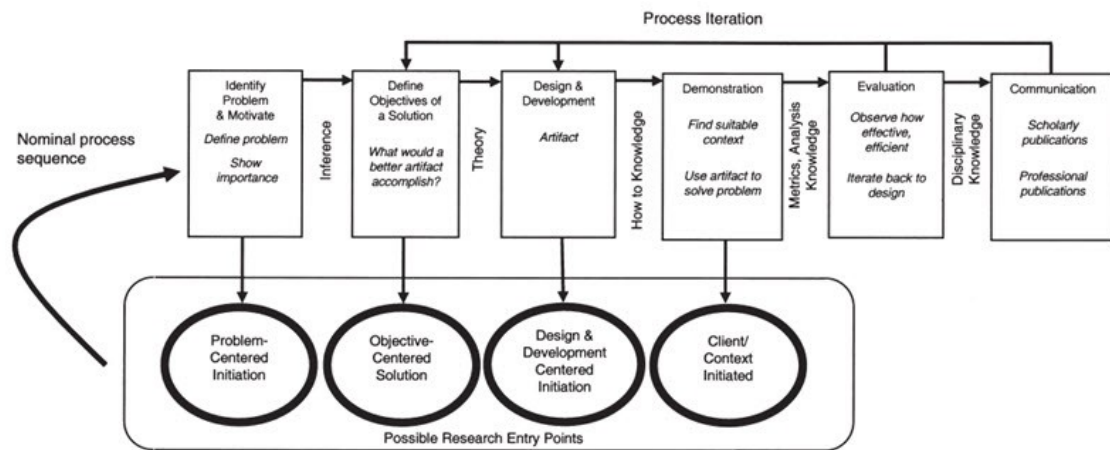 Process Iteration
Nominal process
sequence
Identify
Problem
& Motivate
Define problem
Show
importance
Inference
Define
Objectives of
a Solution
What would a
better artifact
accomplish?
Theory
Design &
Development
Artifact
How to Knowledge
Demonstration
Find suitable
context
Use artifact to
solve problem
Metrics, Analysis
Knowledge
Evaluation
Observe how
effective,
efficient
Iterate back to
design
Disciplinary
Knowledge
Communication
Scholarly
publications
Professional
publications
Problem-
Centered
Initiation
Objective-
Centered
Solution
Design &
Development
Centered
Initiation
Client/
Context
Initiated
Possible Research Entry Points